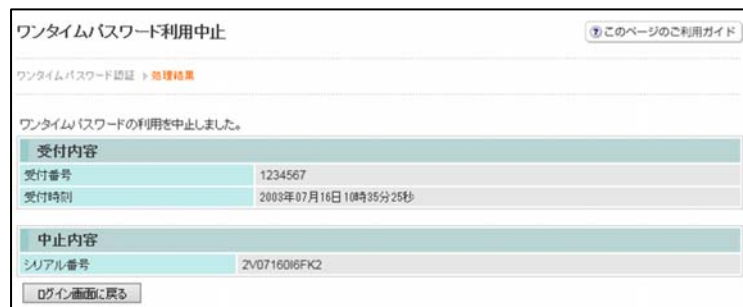 ワンタイムパスワード利用中止
?このページのご利用ガイド
ワンタイムパスワード認証 ▶ 処理結果
ワンタイムパスワードの利用を中止しました。
受付内容
受付番号 1234567
受付時刻 2003年07月16日10時35分25秒
中止内容
シリアル番号 2V07160I6FK2
ログイン画面に戻る